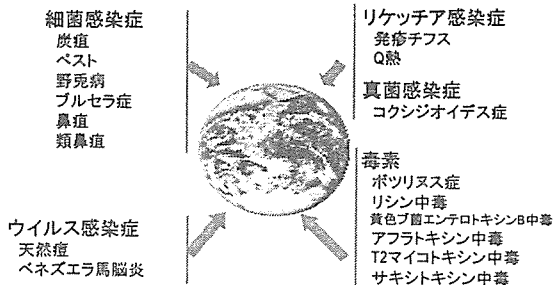 細菌感染症
炭疽
ペスト
野兎病
ブルセラ症
鼻疽
類鼻疽
ウイルス感染症
天然痘
ベネズエラ馬脳炎
リケッチア感染症
発疹チフス
Q熱
真菌感染症
コクシジオイデス症
毒素
ボツリヌス症
リシン中毒
黄色ブ菌エンテロトキシンB中毒
アフラトキシン中毒
T2マイコトキシン中毒
サキシトキシン中毒